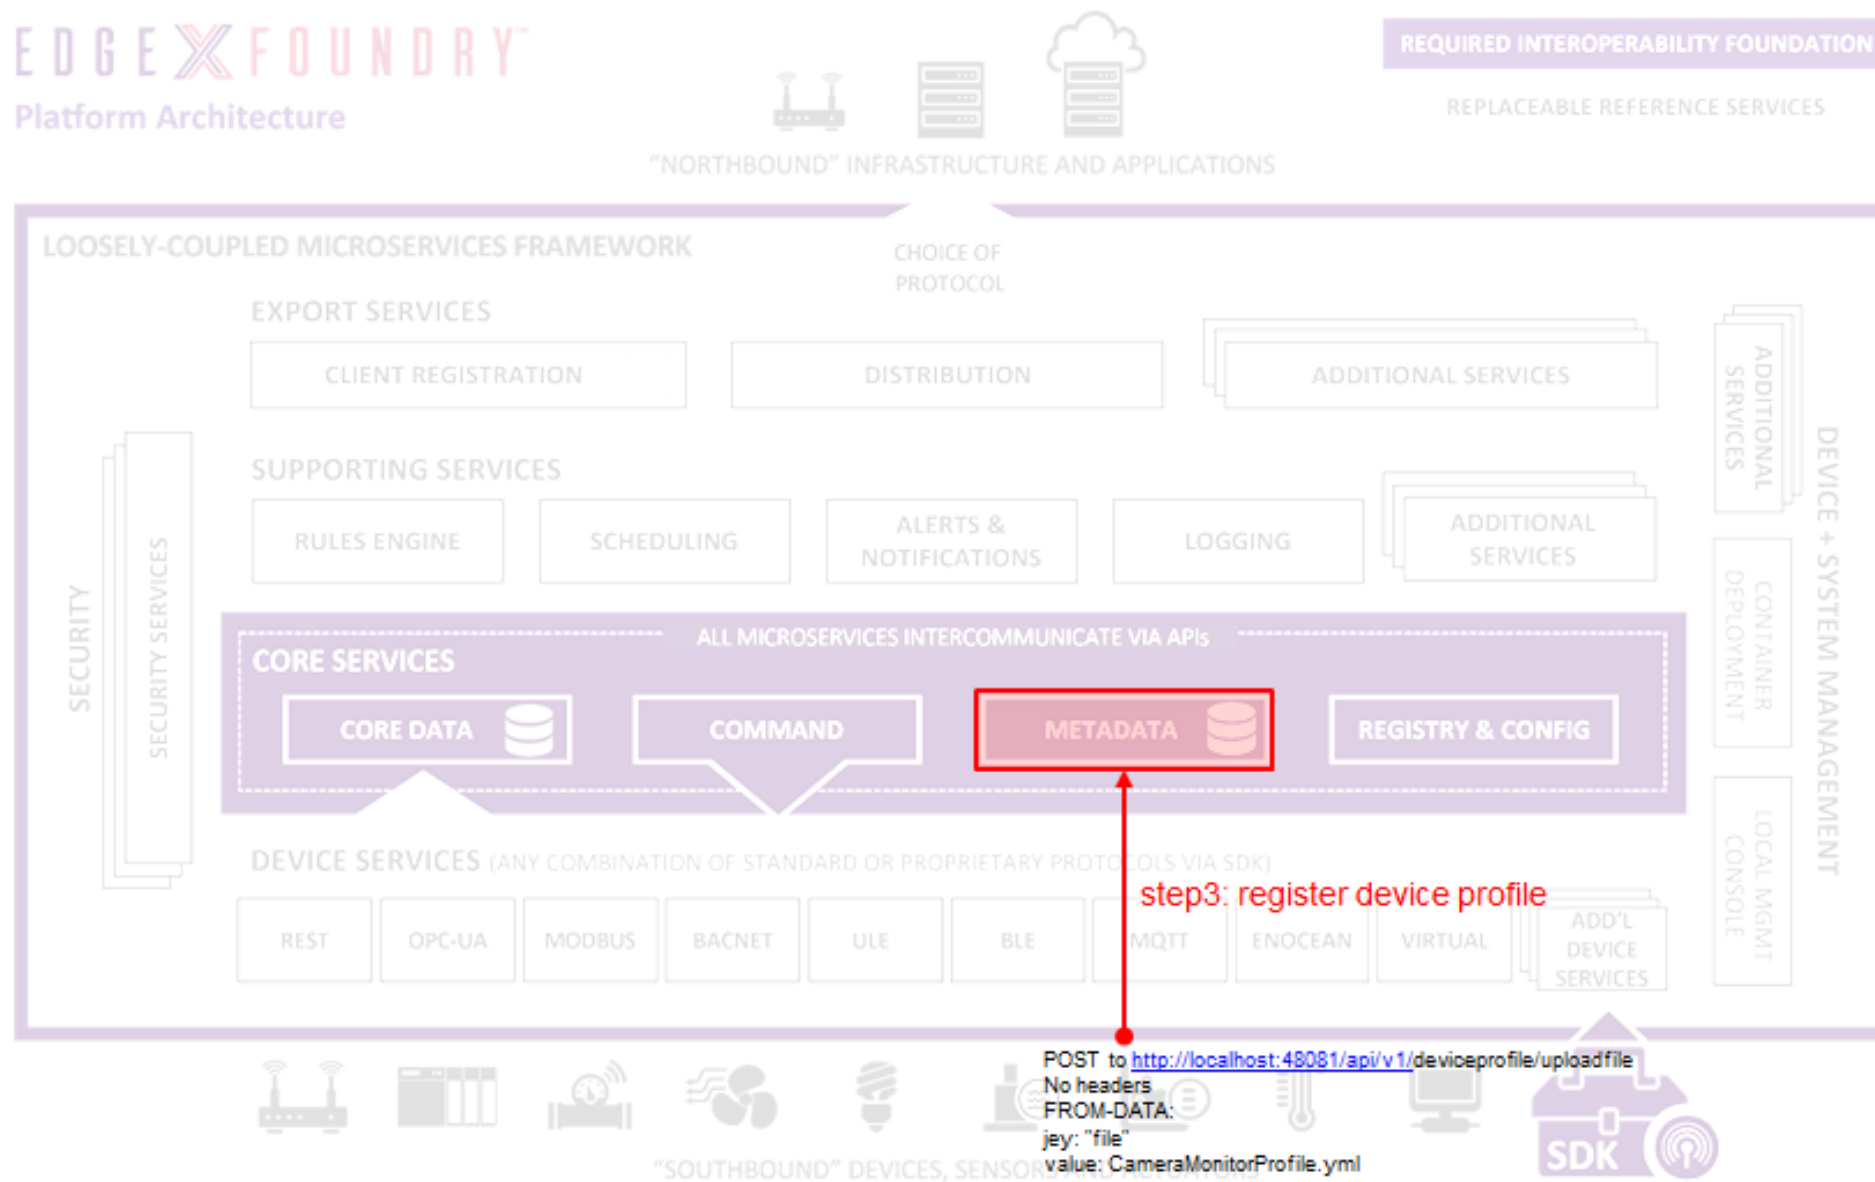 EDGE X FOUNDRY™
Platform Architecture
REQUIRED INTEROPERABILITY FOUNDATION
REPLACEABLE REFERENCE SERVICES
"NORTHBOUND" INFRASTRUCTURE AND APPLICATIONS
LOOSELY-COUPLED MICROSERVICES FRAMEWORK
CHOICE OF
PROTOCOL
EXPORT SERVICES
CLIENT REGISTRATION
DISTRIBUTION
ADDITIONAL SERVICES
SUPPORTING SERVICES
RULES ENGINE
SCHEDULING
ALERTS &
NOTIFICATIONS
LOGGING
ADDITIONAL
SERVICES
SECURITY
SECURITY SERVICES
ALL MICROSERVICES INTERCOMMUNICATE VIA APIs
CORE SERVICES
CORE DATA
COMMAND
METADATA
REGISTRY & CONFIG
DEVICE SERVICES (ANY COMBINATION OF STANDARD OR PROPRIETARY PROTOCOLS VIA SDK)
step3: register device profile
REST
OPC-UA
MODBUS
BACNET
ULE
BLE
MQTT
ENOCEAN
VIRTUAL
ADD'L
DEVICE
SERVICES
ADDITIONAL
SERVICES
CONTAINER
DEPLOYMENT
LOCAL MGMT
CONSOLE
DEVICE + SYSTEM MANAGEMENT
POST to http://localhost:48081/api/v1/deviceprofile/uploadfile
No headers
FROM-DATA:
jey: "file"
value: CameraMonitorProfile.yml
"SOUTHBOUND" DEVICES, SENSORS AND ACTUATORS
SDK